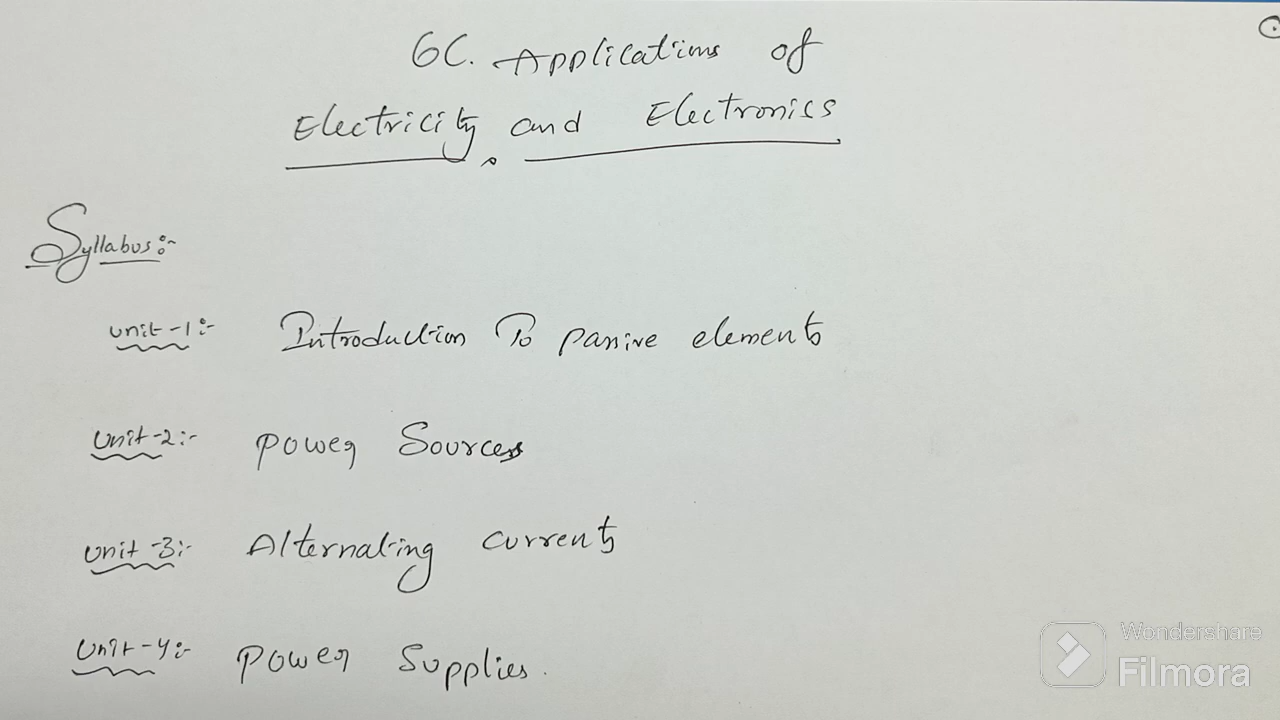 6C. Applications of
Electricity and Electronics
Syllabus:-
Unit-1:- Introduction To passive elements
Unit-2:- Power Sources
Unit-3:- Alternating currents
Unit-4:- Power Supplies.
Wondershare
Filmora